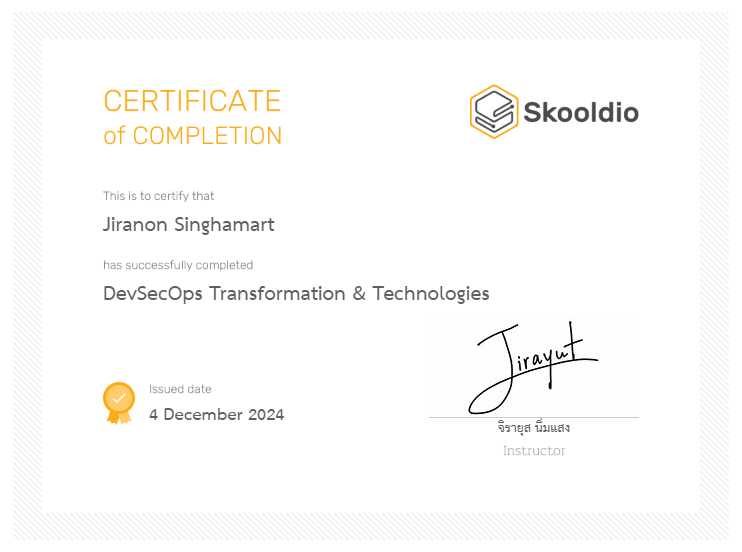 CERTIFICATE
of COMPLETION
Skooldio
This is to certify that
Jiranon Singhamart
has successfully completed
DevSecOps Transformation & Technologies
Jirayut
Issued date
4 December 2024
จิรายุส นิ่มแสง
Instructor